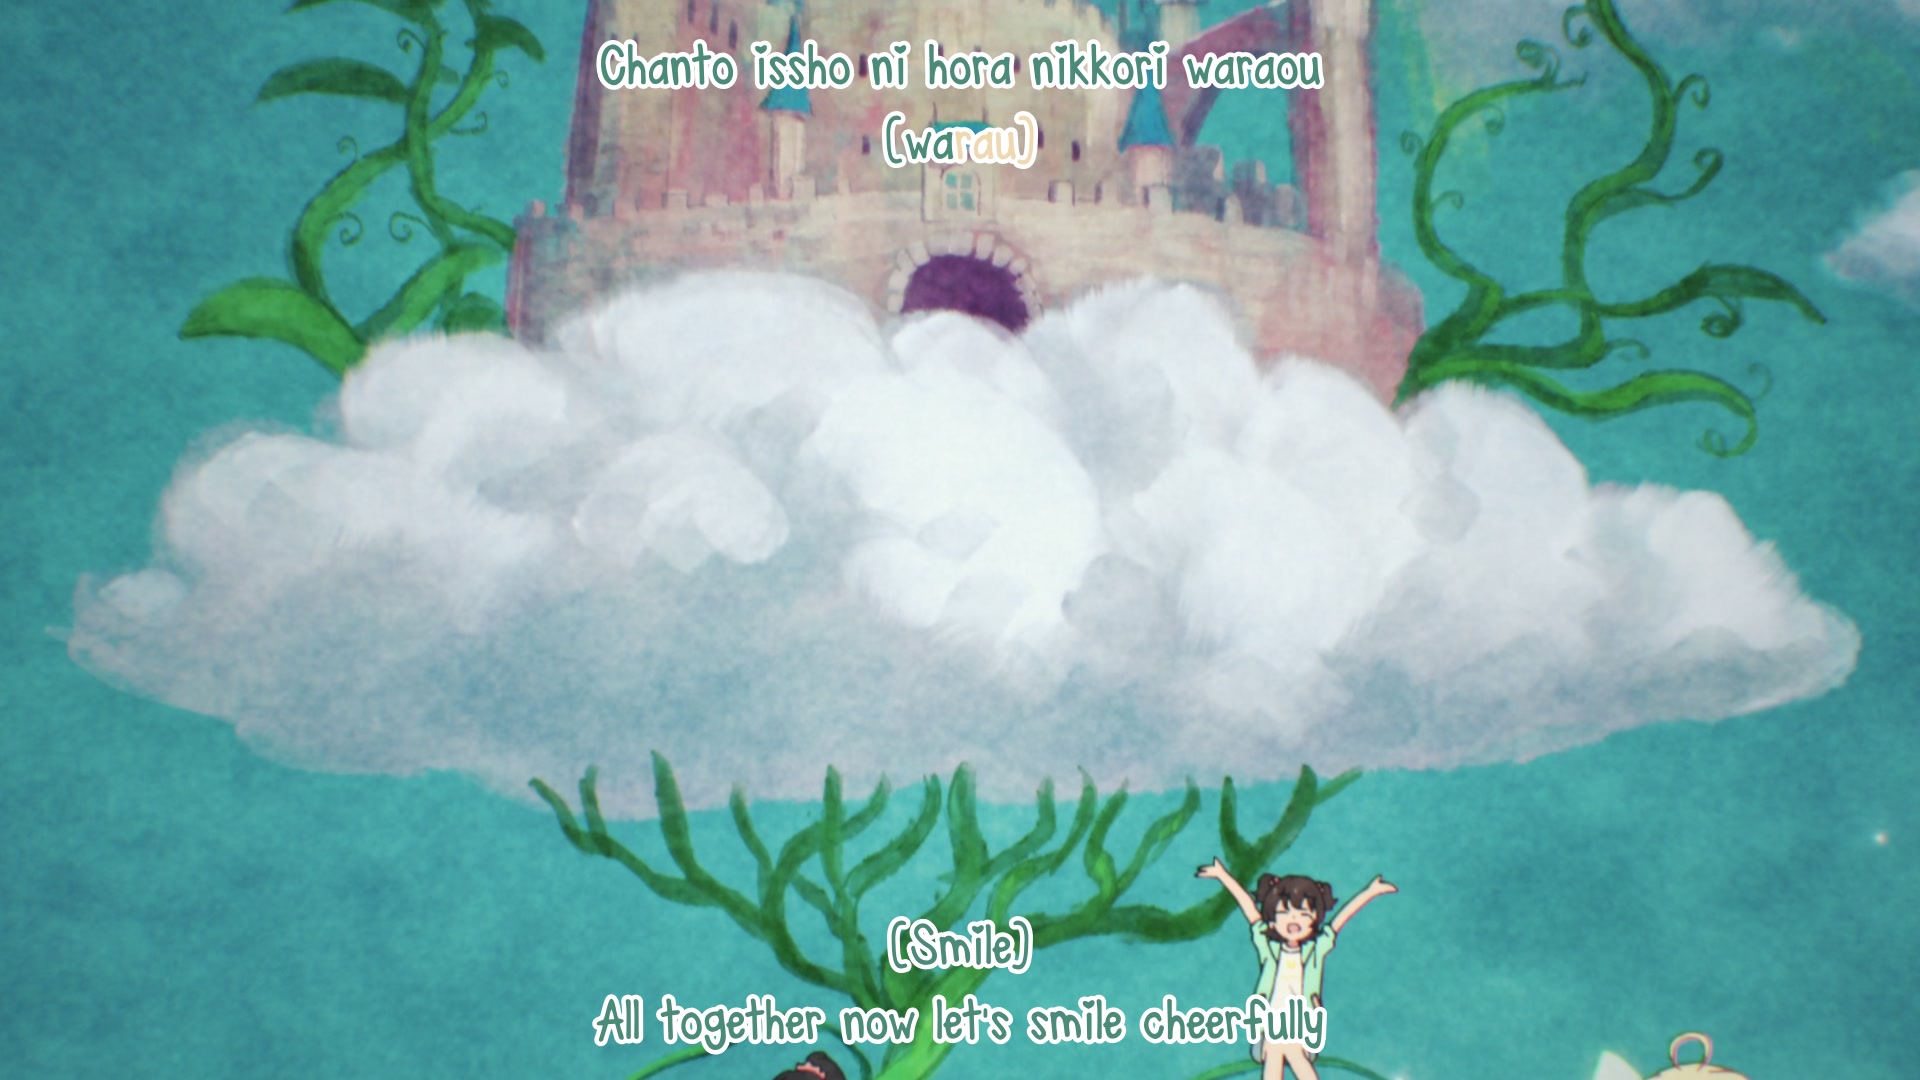 Chanto issho ni hora nikkori waraou
(warau)
(Smile)
All together now let's smile cheerfully